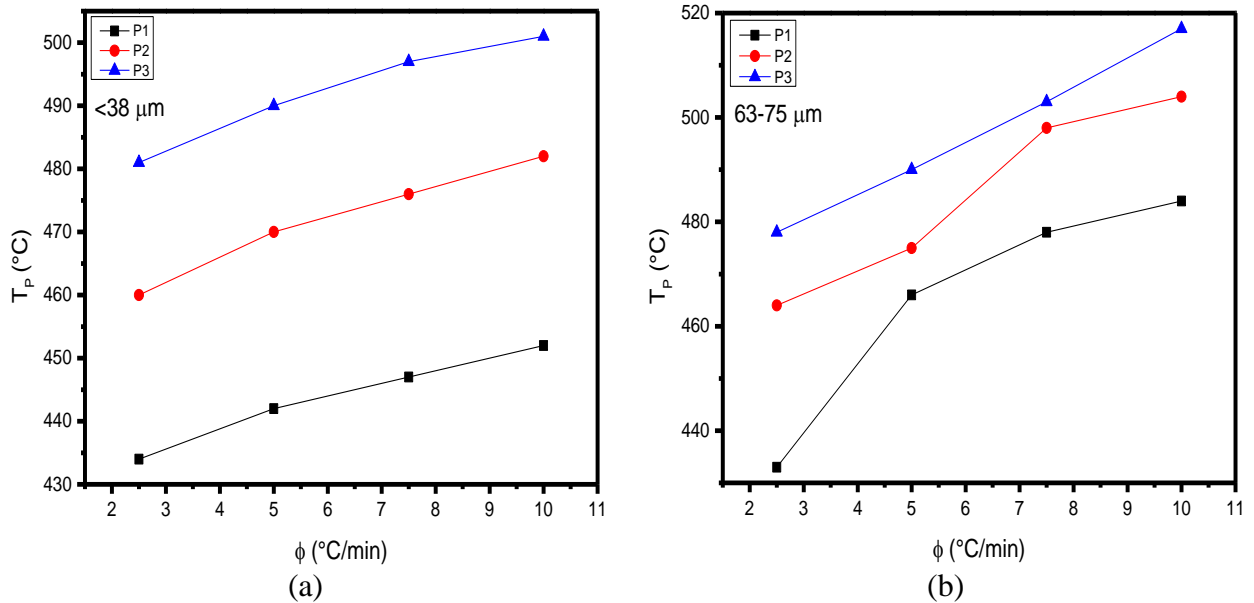 P1
P2
P3
<38 μm
500
490
480
470
460
450
440
430
2 3 4 5 6 7 8 9 10 11
T_P (°C)
ϕ (°C/min)
(a)
P1
P2
P3
63-75 μm
520
500
480
460
440
2 3 4 5 6 7 8 9 10 11
T_P (°C)
ϕ (°C/min)
(b)